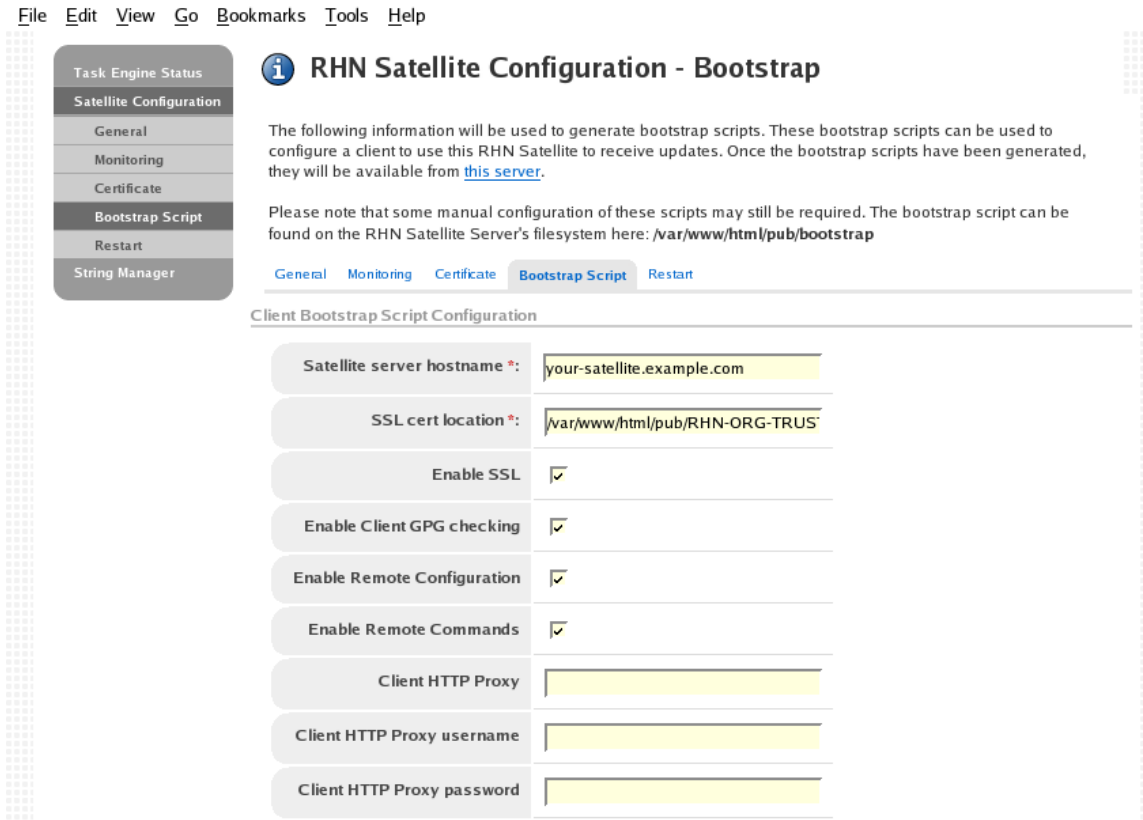 File Edit View Go Bookmarks Tools Help
Task Engine Status
Satellite Configuration
General
Monitoring
Certificate
Bootstrap Script
Restart
String Manager
RHN Satellite Configuration - Bootstrap
The following information will be used to generate bootstrap scripts. These bootstrap scripts can be used to
configure a client to use this RHN Satellite to receive updates. Once the bootstrap scripts have been generated,
they will be available from this server.
Please note that some manual configuration of these scripts may still be required. The bootstrap script can be
found on the RHN Satellite Server's filesystem here: /var/www/html/pub/bootstrap
General Monitoring Certificate Bootstrap Script Restart
Client Bootstrap Script Configuration
Satellite server hostname *: your-satellite.example.com
SSL cert location *: /var/www/html/pub/RHN-ORG-TRUST
Enable SSL
Enable Client GPG checking
Enable Remote Configuration
Enable Remote Commands
Client HTTP Proxy
Client HTTP Proxy username
Client HTTP Proxy password